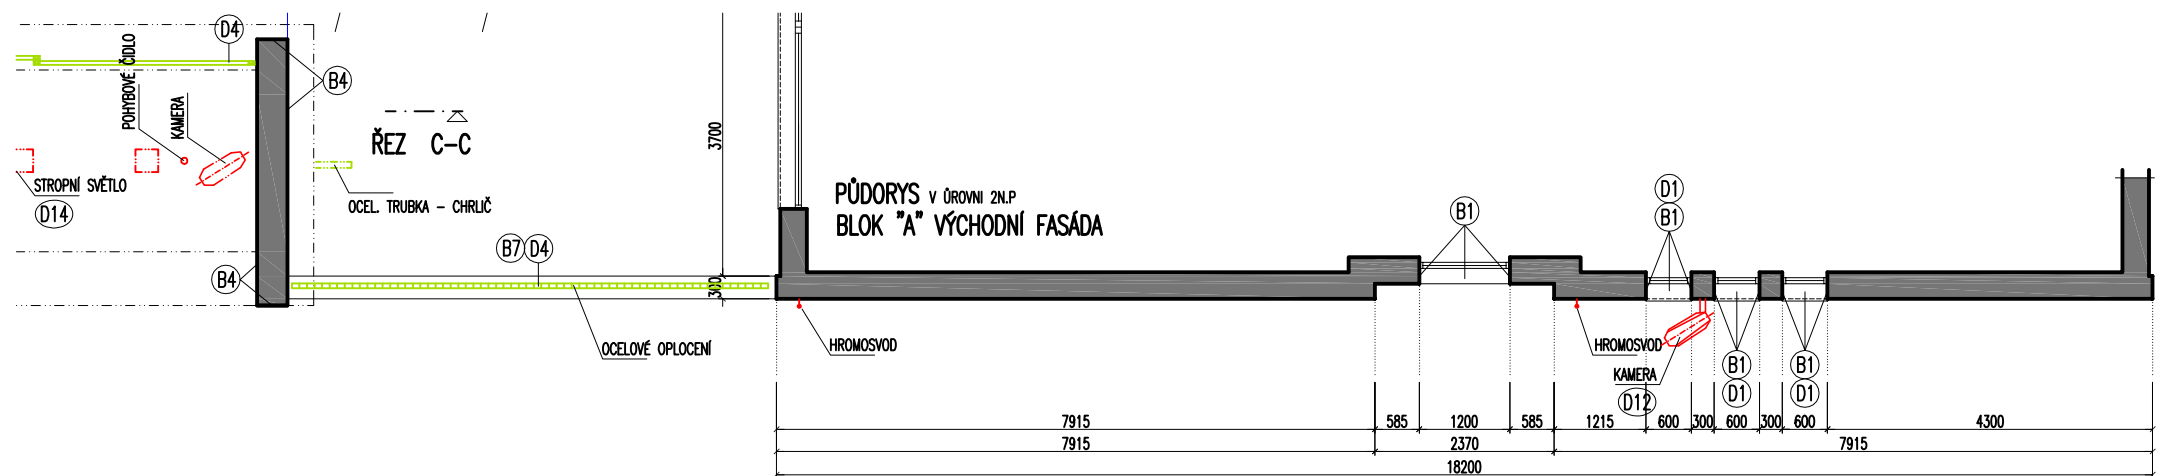 D4
POHYBOVÉ ČIDLO
KAMERA
B4
ŘEZ C-C
STROPNÍ SVĚTLO
D14
OCEL. TRUBKA - CHRLIČ
B4
B7 D4
OCELOVÉ OPLOCENÍ
3700
300
PŮDORYS V ÚROVNI 2N.P
BLOK "A" VÝCHODNÍ FASÁDA
HROMOSVOD
B1
D1
B1
HROMOSVOD
KAMERA
D12
B1
D1
B1
D1
7915 585 1200 585 1215 600 300 600 300 600 4300
7915 2370 7915
18200